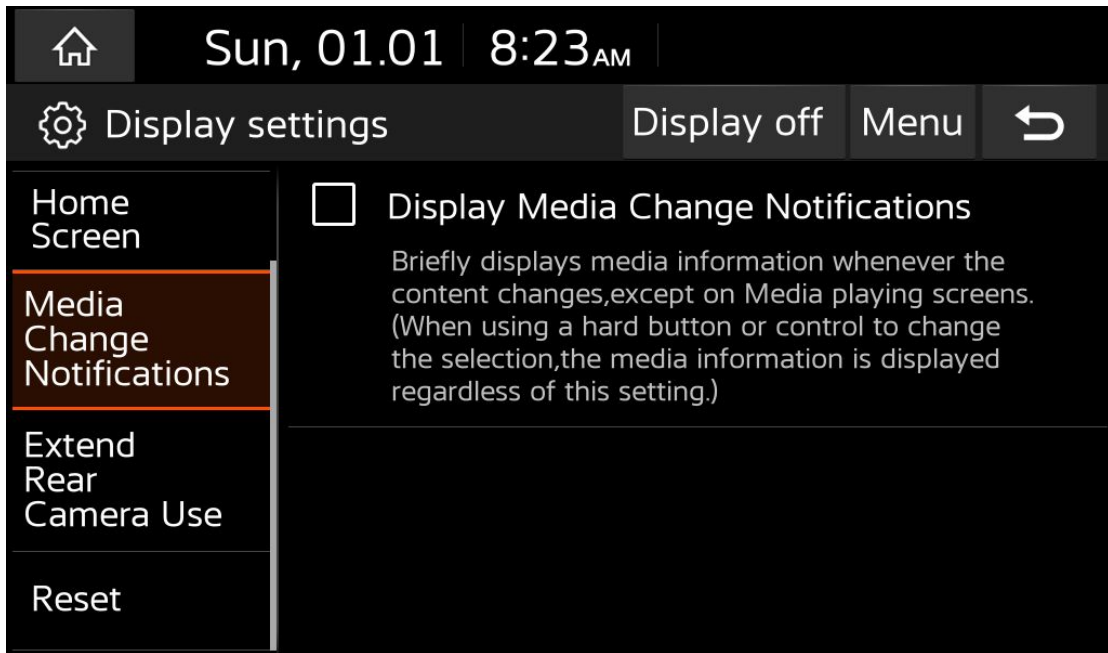 Sun, 01.01 8:23AM
Display settings Display off Menu
Home
Screen
Media
Change
Notifications
Extend
Rear
Camera Use
Reset
Display Media Change Notifications
Briefly displays media information whenever the
content changes,except on Media playing screens.
(When using a hard button or control to change
the selection,the media information is displayed
regardless of this setting.)